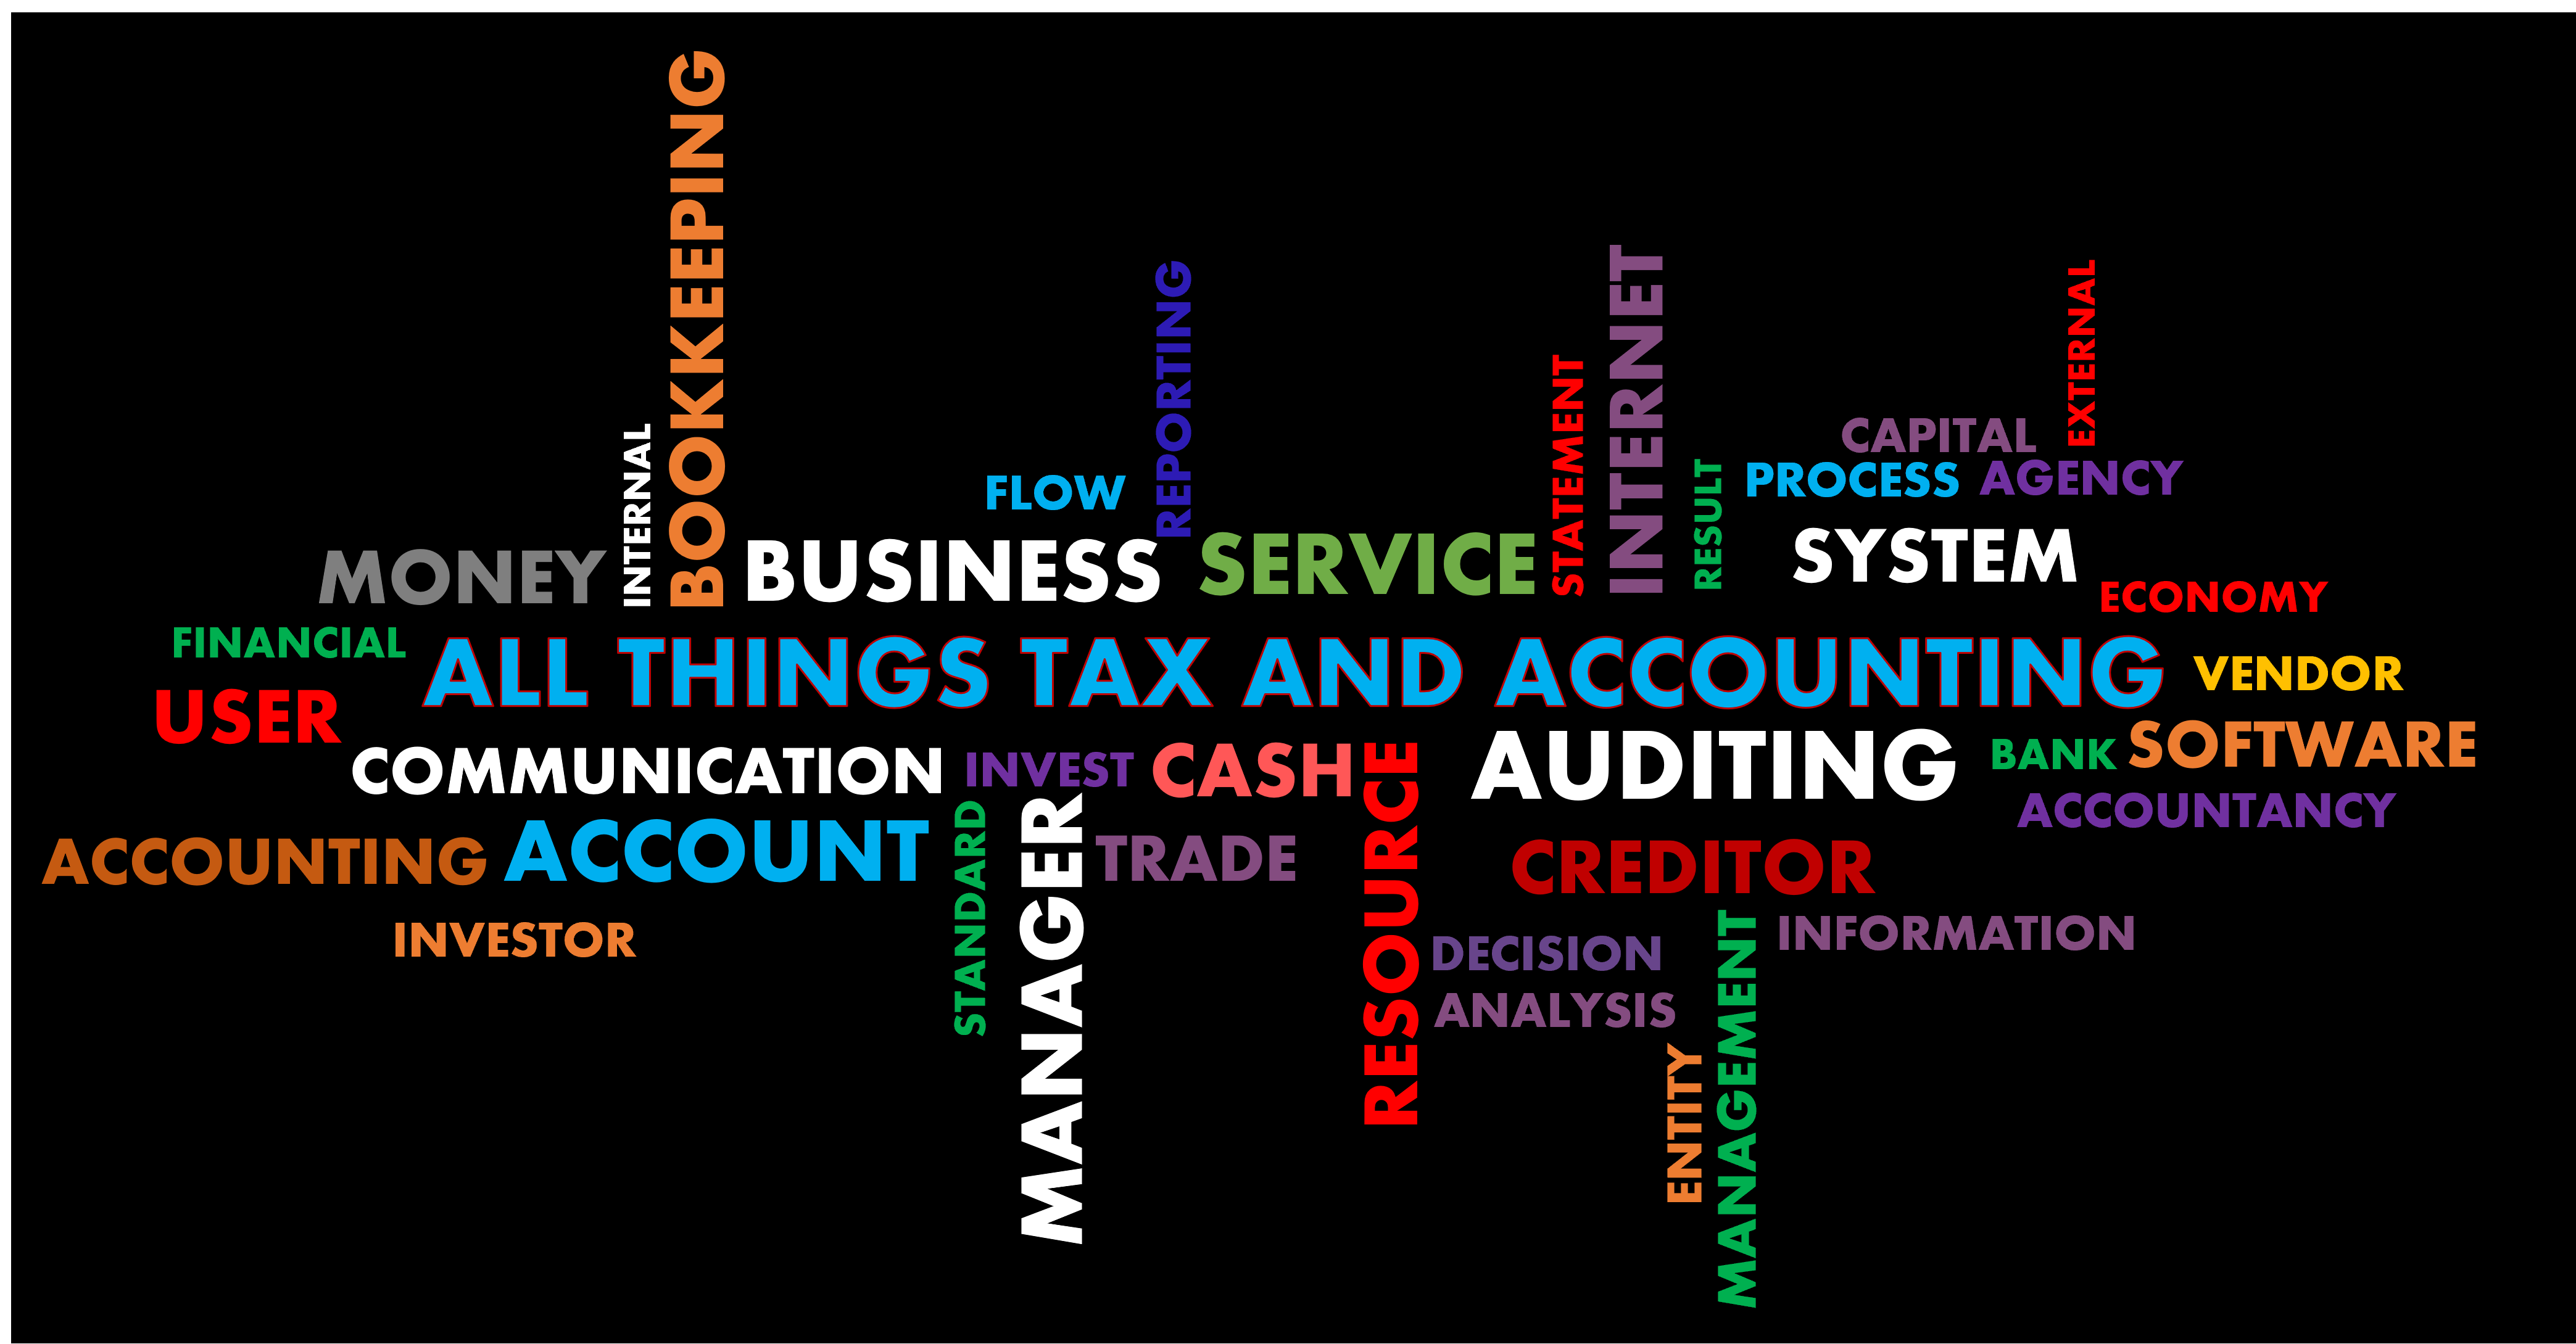 BOOKKEEPING
INTERNAL
REPORTING
STATEMENT
INTERNET
RESULT
EXTERNAL
CAPITAL
FLOW
PROCESS
AGENCY
MONEY
BUSINESS
SERVICE
SYSTEM
ECONOMY
FINANCIAL
ALL THINGS TAX AND ACCOUNTING
VENDOR
USER
COMMUNICATION
INVEST
CASH
RESOURCE
AUDITING
BANK
SOFTWARE
ACCOUNTANCY
ACCOUNTING
ACCOUNT
STANDARD
MANAGER
TRADE
CREDITOR
INVESTOR
DECISION
INFORMATION
ANALYSIS
ENTITY
MANAGEMENT